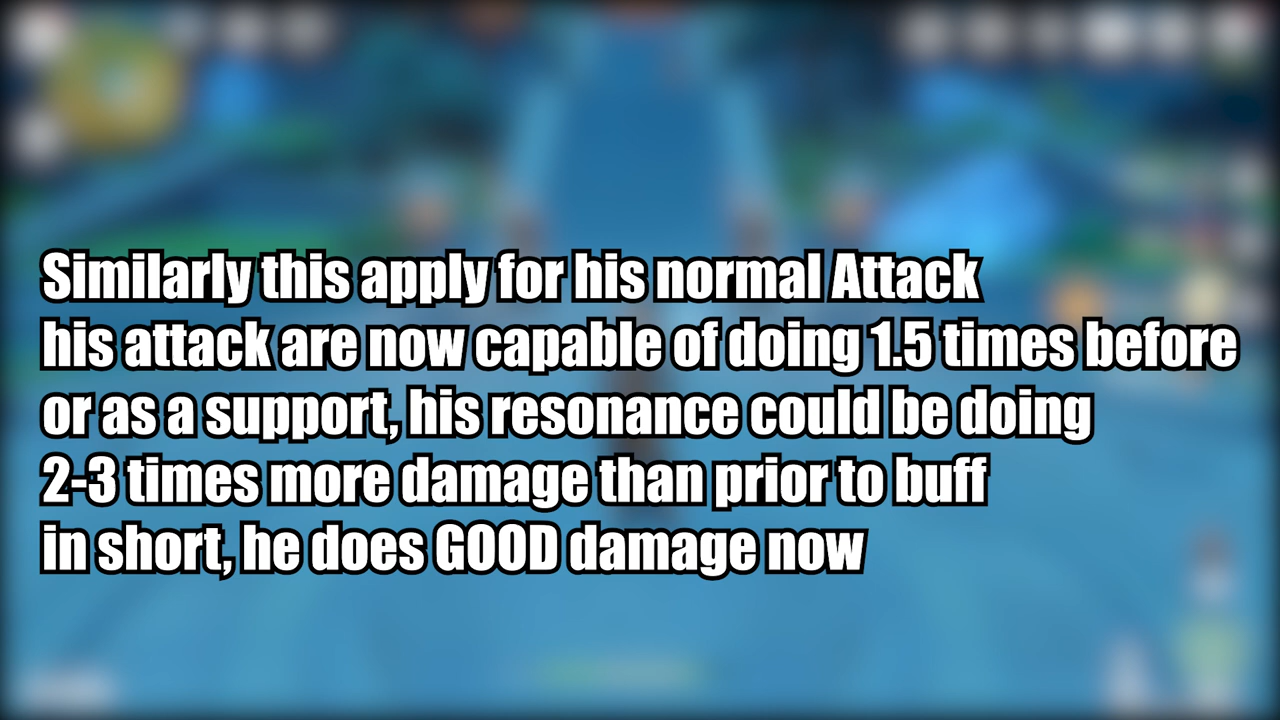 Similarly this apply for his normal Attack
his attack are now capable of doing 1.5 times before
or as a support, his resonance could be doing
2-3 times more damage than prior to buff
in short, he does GOOD damage now